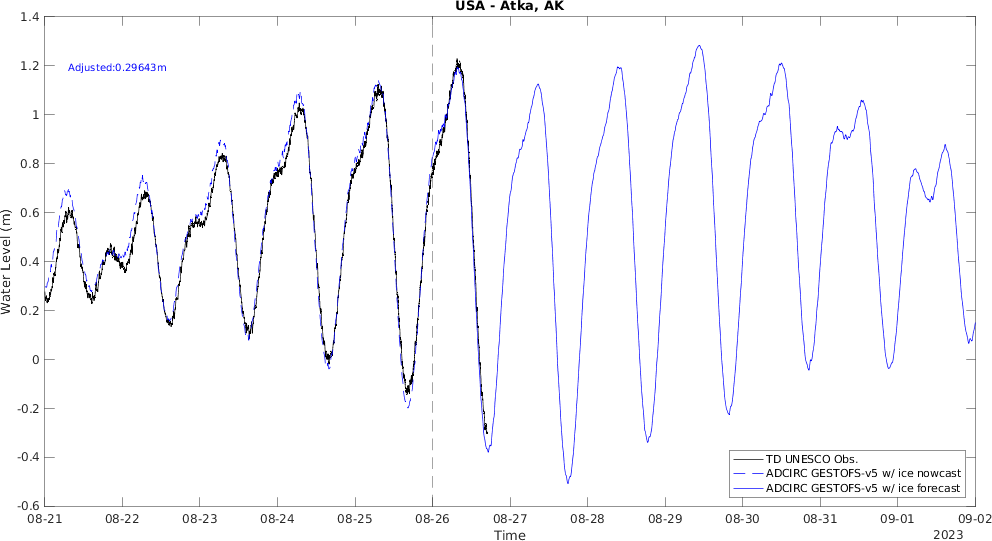 USA - Atka, AK
Adjusted:0.29643m
Water Level (m)
1.4
1.2
1
0.8
0.6
0.4
0.2
0
-0.2
-0.4
-0.6
TD UNESCO Obs.
ADCIRC GESTOFS-v5 w/ ice nowcast
ADCIRC GESTOFS-v5 w/ ice forecast
08-21 08-22 08-23 08-24 08-25 08-26 08-27 08-28 08-29 08-30 08-31 09-01 09-02
Time
2023